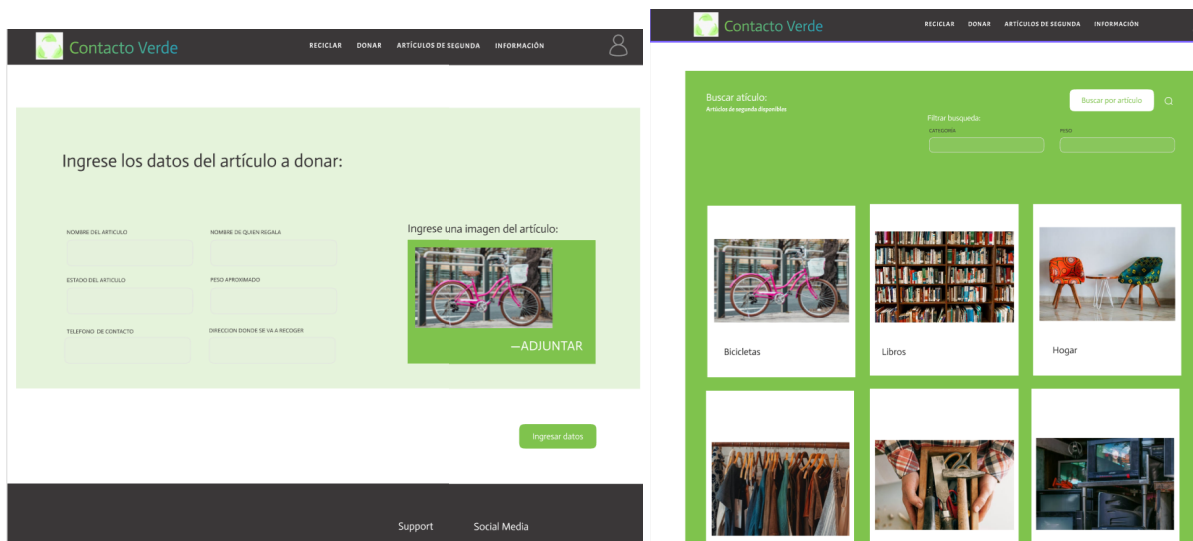 Contacto Verde
RECICLAR DONAR ARTÍCULOS DE SEGUNDA INFORMACIÓN
Ingrese los datos del artículo a donar:
NOMBRE DEL ARTICULO NOMBRE DE QUIEN REGALA
ESTADO DEL ARTICULO PESO APROXIMADO
TELEFONO DE CONTACTO DIRECCION DONDE SE VA A RECOGER
Ingrese una imagen del artículo:
—ADJUNTAR
Ingresar datos
Support Social Media
Contacto Verde
RECICLAR DONAR ARTÍCULOS DE SEGUNDA INFORMACIÓN
Buscar atículo:
Artículos de segunda disponibles
Buscar por artículo
Filtrar busqueda:
CATEGORÍA PESO
Bicicletas Libros Hogar